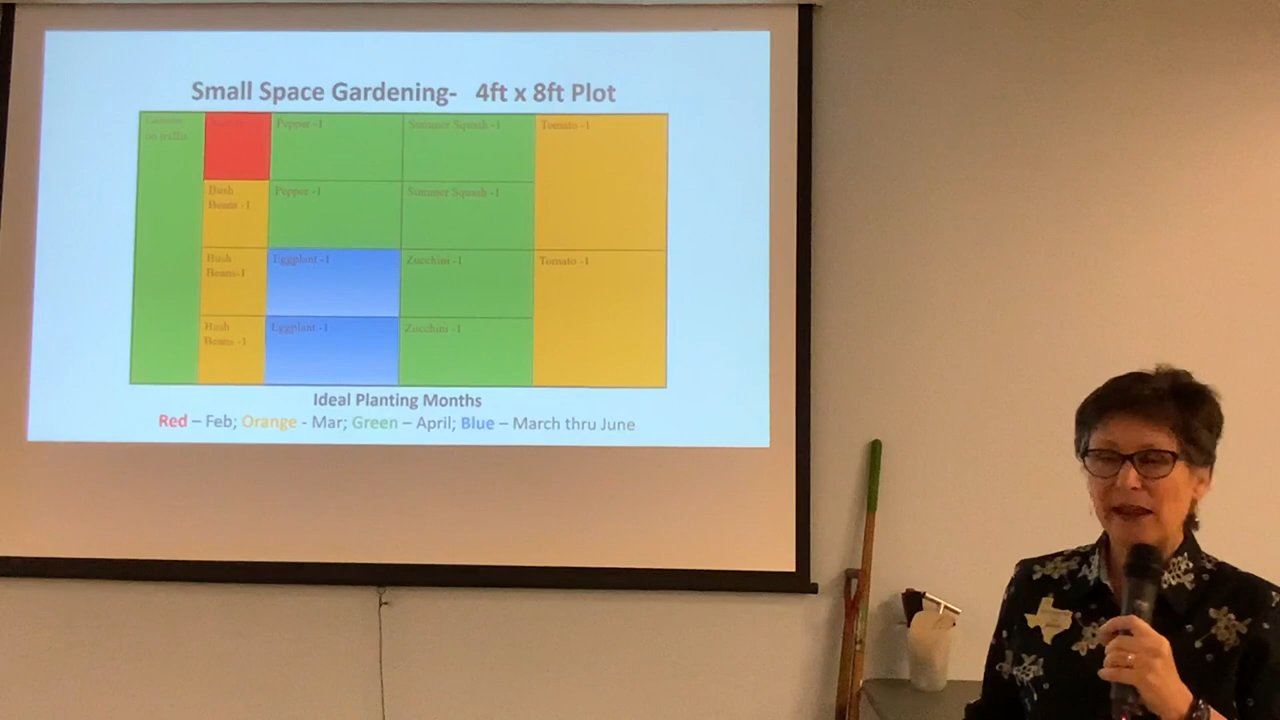 Small Space Gardening- 4ft x 8ft Plot
on trellis
Pepper -1
Summer Squash -1
Tomato -1
Bush
Beans -1
Pepper -1
Summer Squash -1
Bush
Beans-1
Eggplant -1
Zucchini -1
Tomato -1
Bush
Beans -1
Eggplant -1
Zucchini -1
Ideal Planting Months
Red – Feb; Orange - Mar; Green – April; Blue – March thru June